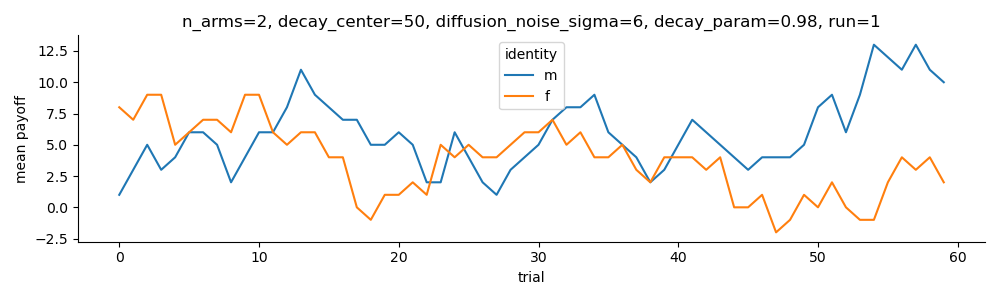 n_arms=2, decay_center=50, diffusion_noise_sigma=6, decay_param=0.98, run=1
identity
m
f
mean payoff
12.5
10.0
7.5
5.0
2.5
0.0
−2.5
0 10 20 30 40 50 60
trial